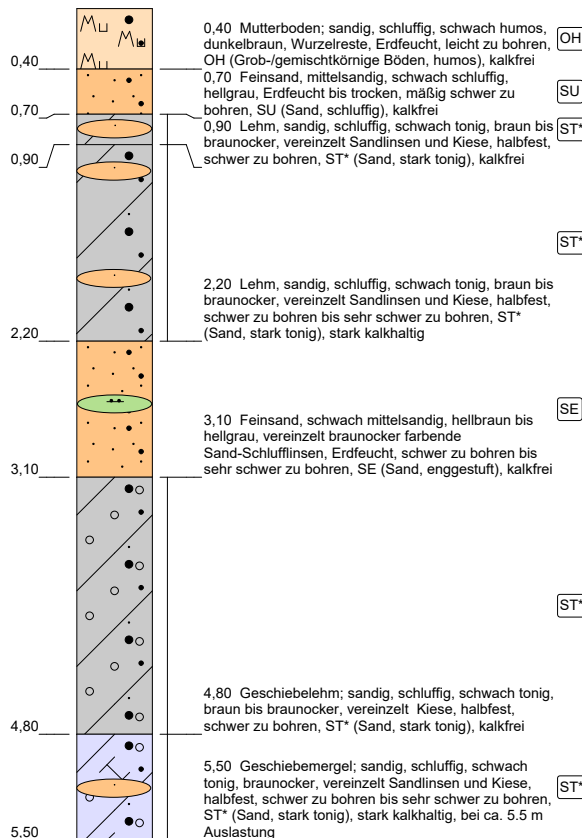 0,40 Mutterboden; sandig, schluffig, schwach humos,
dunkelbraun, Wurzelreste, Erdfeucht, leicht zu bohren,
OH (Grob-/gemischtkörnige Böden, humos), kalkfrei
OH
0,40
0,70 Feinsand, mittelsandig, schwach schluffig,
hellgrau, Erdfeucht bis trocken, mäßig schwer zu
bohren, SU (Sand, schluffig), kalkfrei
SU
0,70
0,90 Lehm, sandig, schluffig, schwach tonig, braun bis
braunocker, vereinzelt Sandlinsen und Kiese, halbfest,
schwer zu bohren, ST* (Sand, stark tonig), kalkfrei
ST*
0,90
2,20 Lehm, sandig, schluffig, schwach tonig, braun bis
braunocker, vereinzelt Sandlinsen und Kiese, halbfest,
schwer zu bohren bis sehr schwer zu bohren, ST*
(Sand, stark tonig), stark kalkhaltig
ST*
2,20
3,10 Feinsand, schwach mittelsandig, hellbraun bis
hellgrau, vereinzelt braunocker farbende
Sand-Schlufflinsen, Erdfeucht, schwer zu bohren bis
sehr schwer zu bohren, SE (Sand, enggestuft), kalkfrei
SE
3,10
4,80 Geschiebelehm; sandig, schluffig, schwach tonig,
braun bis braunocker, vereinzelt Kiese, halbfest,
schwer zu bohren, ST* (Sand, stark tonig), kalkfrei
ST*
4,80
5,50 Geschiebemergel; sandig, schluffig, schwach
tonig, braunocker, vereinzelt Sandlinsen und Kiese,
halbfest, schwer zu bohren bis sehr schwer zu bohren,
ST* (Sand, stark tonig), stark kalkhaltig, bei ca. 5.5 m
Auslastung
ST*
5,50